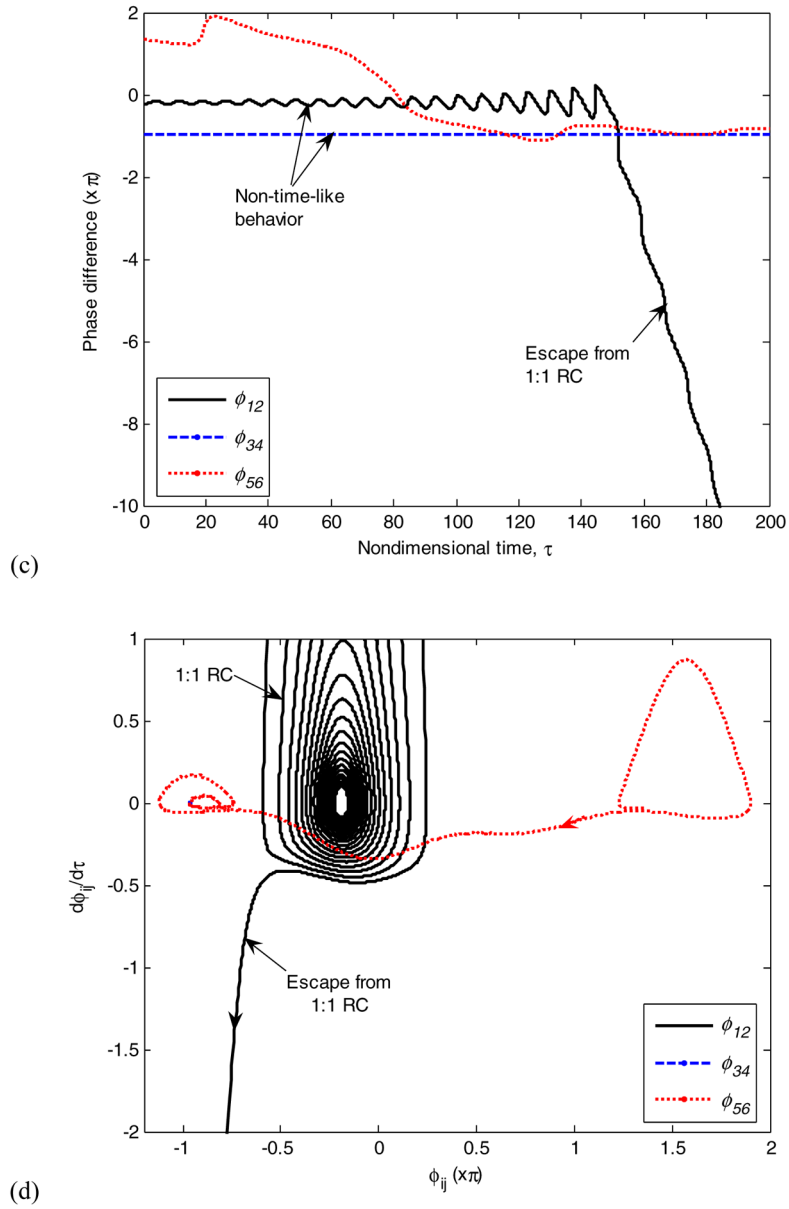 2
0
-2
-4
-6
-8
-10
Phase difference (x π)
Non-time-like
behavior
Escape from
1:1 RC
ϕ12
ϕ34
ϕ56
0 20 40 60 80 100 120 140 160 180 200
Nondimensional time, τ
(c)
1
0.5
0
-0.5
-1
-1.5
-2
dϕij/dτ
1:1 RC
Escape from
1:1 RC
ϕ12
ϕ34
ϕ56
-1 -0.5 0 0.5 1 1.5 2
ϕij (xπ)
(d)